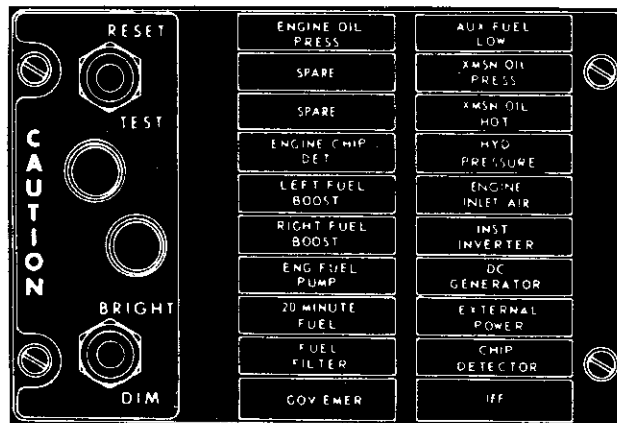 RESET
TEST
CAUTION
BRIGHT
DIM
ENGINE OIL
PRESS
SPARE
SPARE
ENGINE CHIP
DET
LEFT FUEL
BOOST
RIGHT FUEL
BOOST
ENG FUEL
PUMP
20 MINUTE
FUEL
FUEL
FILTER
GOV EMER
AUX FUEL
LOW
XMSN OIL
PRESS
XMSN OIL
HOT
HYD
PRESSURE
ENGINE
INLET AIR
INST
INVERTER
DC
GENERATOR
EXTERNAL
POWER
CHIP
DETECTOR
IFF